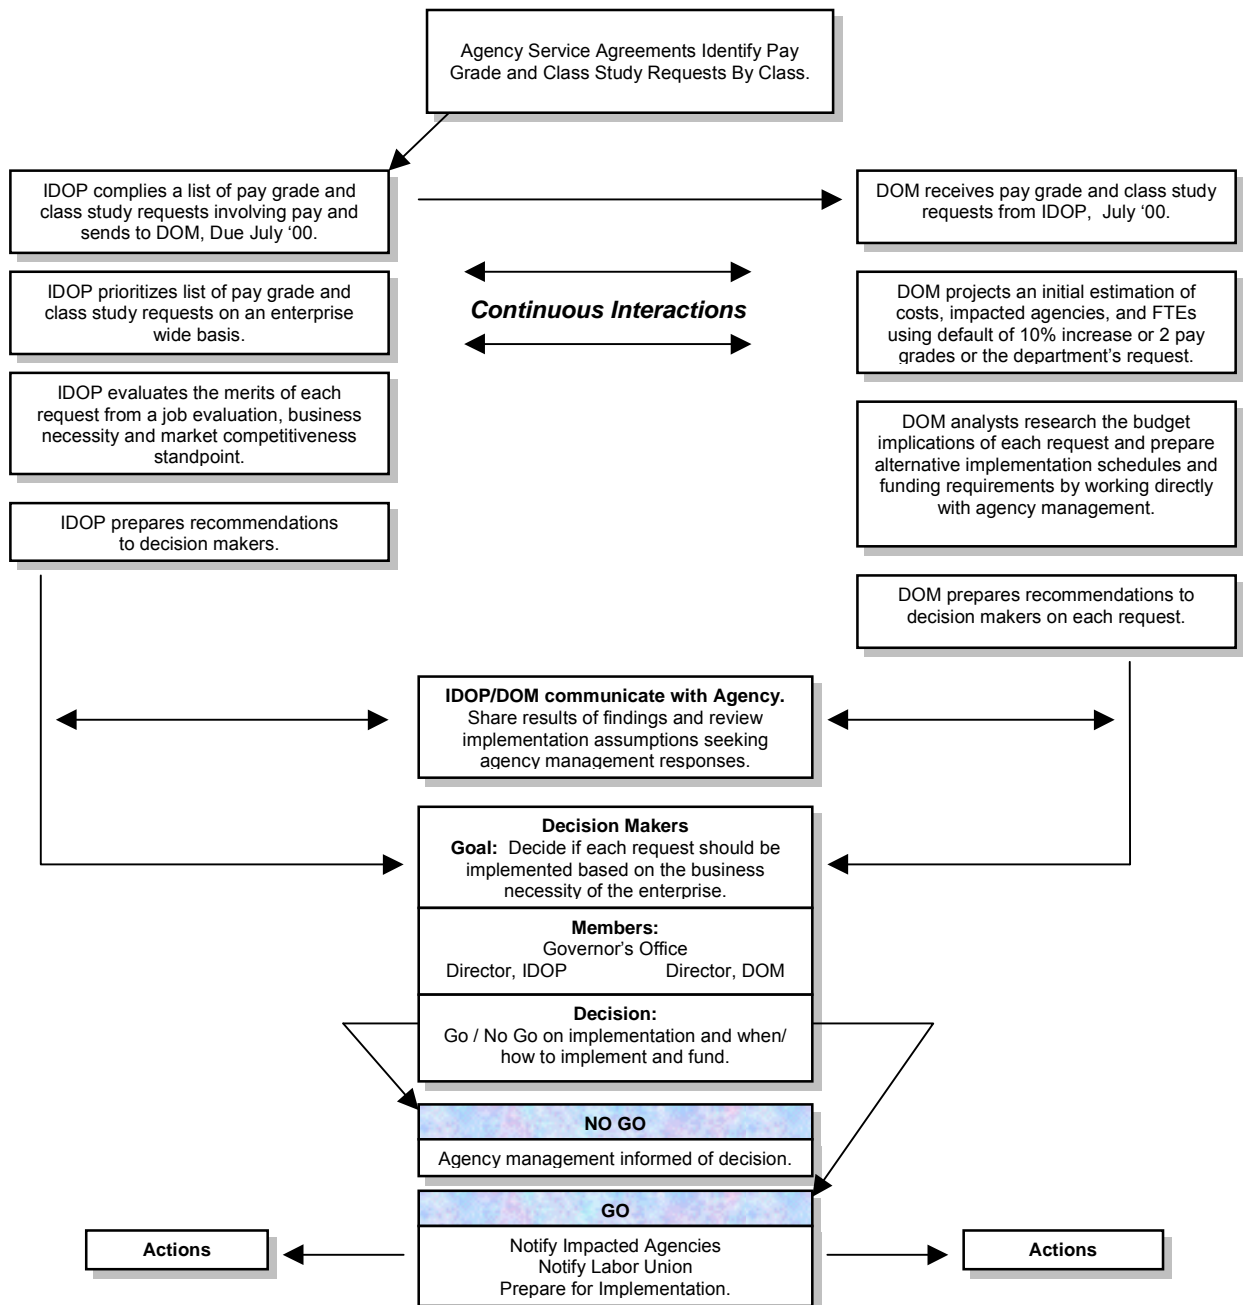 Agency Service Agreements Identify Pay
Grade and Class Study Requests By Class.
IDOP complies a list of pay grade and
class study requests involving pay and
sends to DOM, Due July ‘00.
DOM receives pay grade and class study
requests from IDOP,  July ‘00.
IDOP prioritizes list of pay grade and
class study requests on an enterprise
wide basis.
Continuous Interactions
DOM projects an initial estimation of
costs, impacted agencies, and FTEs
using default of 10% increase or 2 pay
grades or the department’s request.
IDOP evaluates the merits of each
request from a job evaluation, business
necessity and market competitiveness
standpoint.
DOM analysts research the budget
implications of each request and prepare
alternative implementation schedules and
funding requirements by working directly
with agency management.
IDOP prepares recommendations
to decision makers.
DOM prepares recommendations to
decision makers on each request.
IDOP/DOM communicate with Agency.
Share results of findings and review
implementation assumptions seeking
agency management responses.
Decision Makers
Goal:  Decide if each request should be
implemented based on the business
necessity of the enterprise.
Members:
Governor’s Office
Director, IDOP Director, DOM
Decision:
Go / No Go on implementation and when/
how to implement and fund.
NO GO
Agency management informed of decision.
GO
Notify Impacted Agencies
Notify Labor Union
Prepare for Implementation.
Actions
Actions